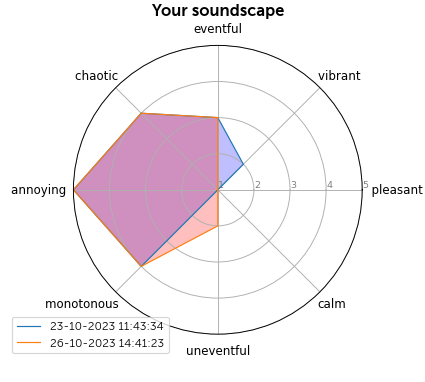 Your soundscape
eventful
chaotic
vibrant
annoying
1
2
3
4
5
pleasant
monotonous
calm
uneventful
23-10-2023 11:43:34
26-10-2023 14:41:23